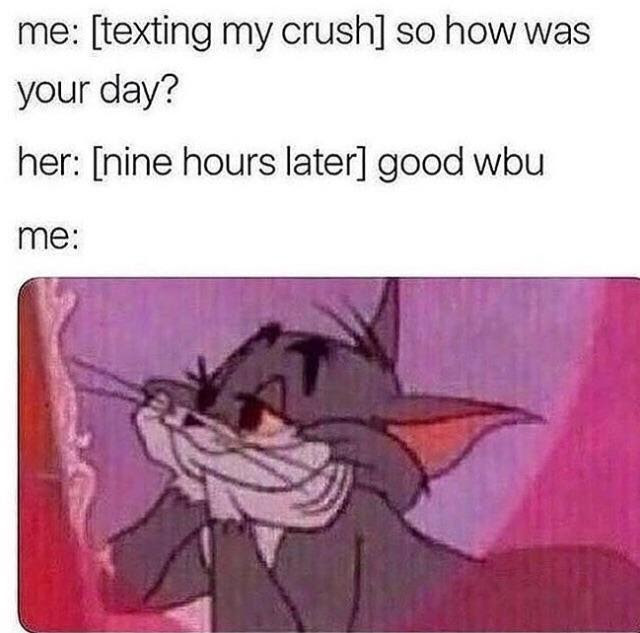 me: [texting my crush] so how was
your day?
her: [nine hours later] good wbu
me: